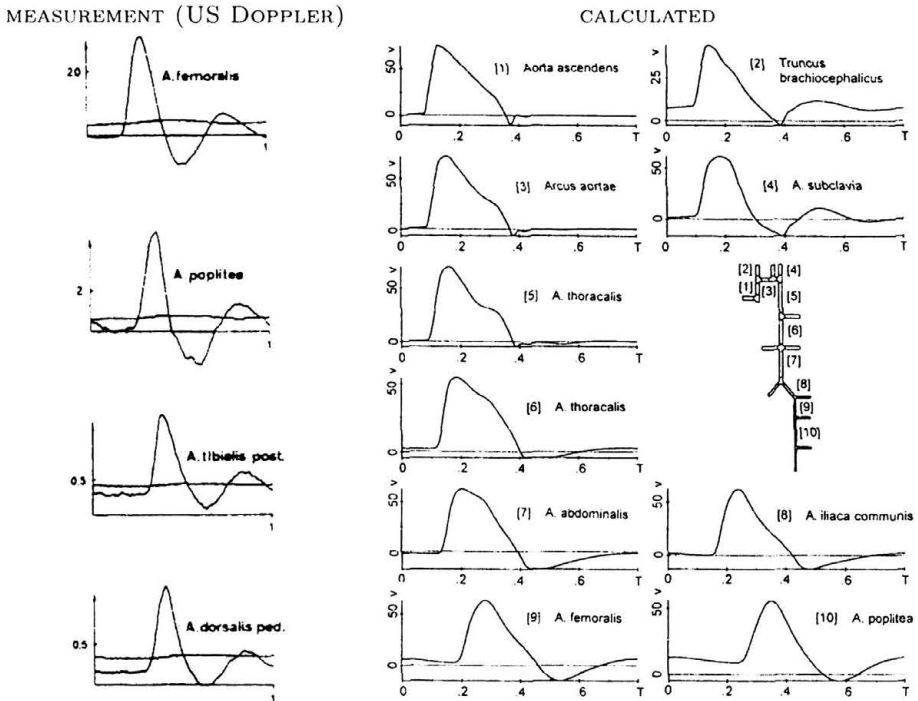 MEASUREMENT (US DOPPLER)
20
A. femoralis
1
2
A. poplitea
1
0.5
A. tibialis post.
1
0.5
A. dorsalis ped.
1
CALCULATED
50 v
0
[1] Aorta ascendens
0 .2 .4 .6 T
25 v
0
[2] Truncus
brachiocephalicus
0 .2 .4 .6 T
50 v
0
[3] Arcus aortae
0 .2 .4 .6 T
50 v
0
[4] A. subclavia
0 .2 .4 .6 T
50 v
0
[5] A. thoracalis
0 .2 .4 .6 T
[2] [4]
[1] [3] [5]
[6]
[7]
[8]
[9]
[10]
50 v
0
[6] A. thoracalis
0 .2 .4 .6 T
50 v
0
[7] A. abdominalis
0 .2 .4 .6 T
50 v
0
[8] A. iliaca communis
0 .2 .4 .6 T
50 v
0
[9] A. femoralis
0 .2 .4 .6 T
50 v
0
[10] A. poplitea
0 .2 .4 .6 T